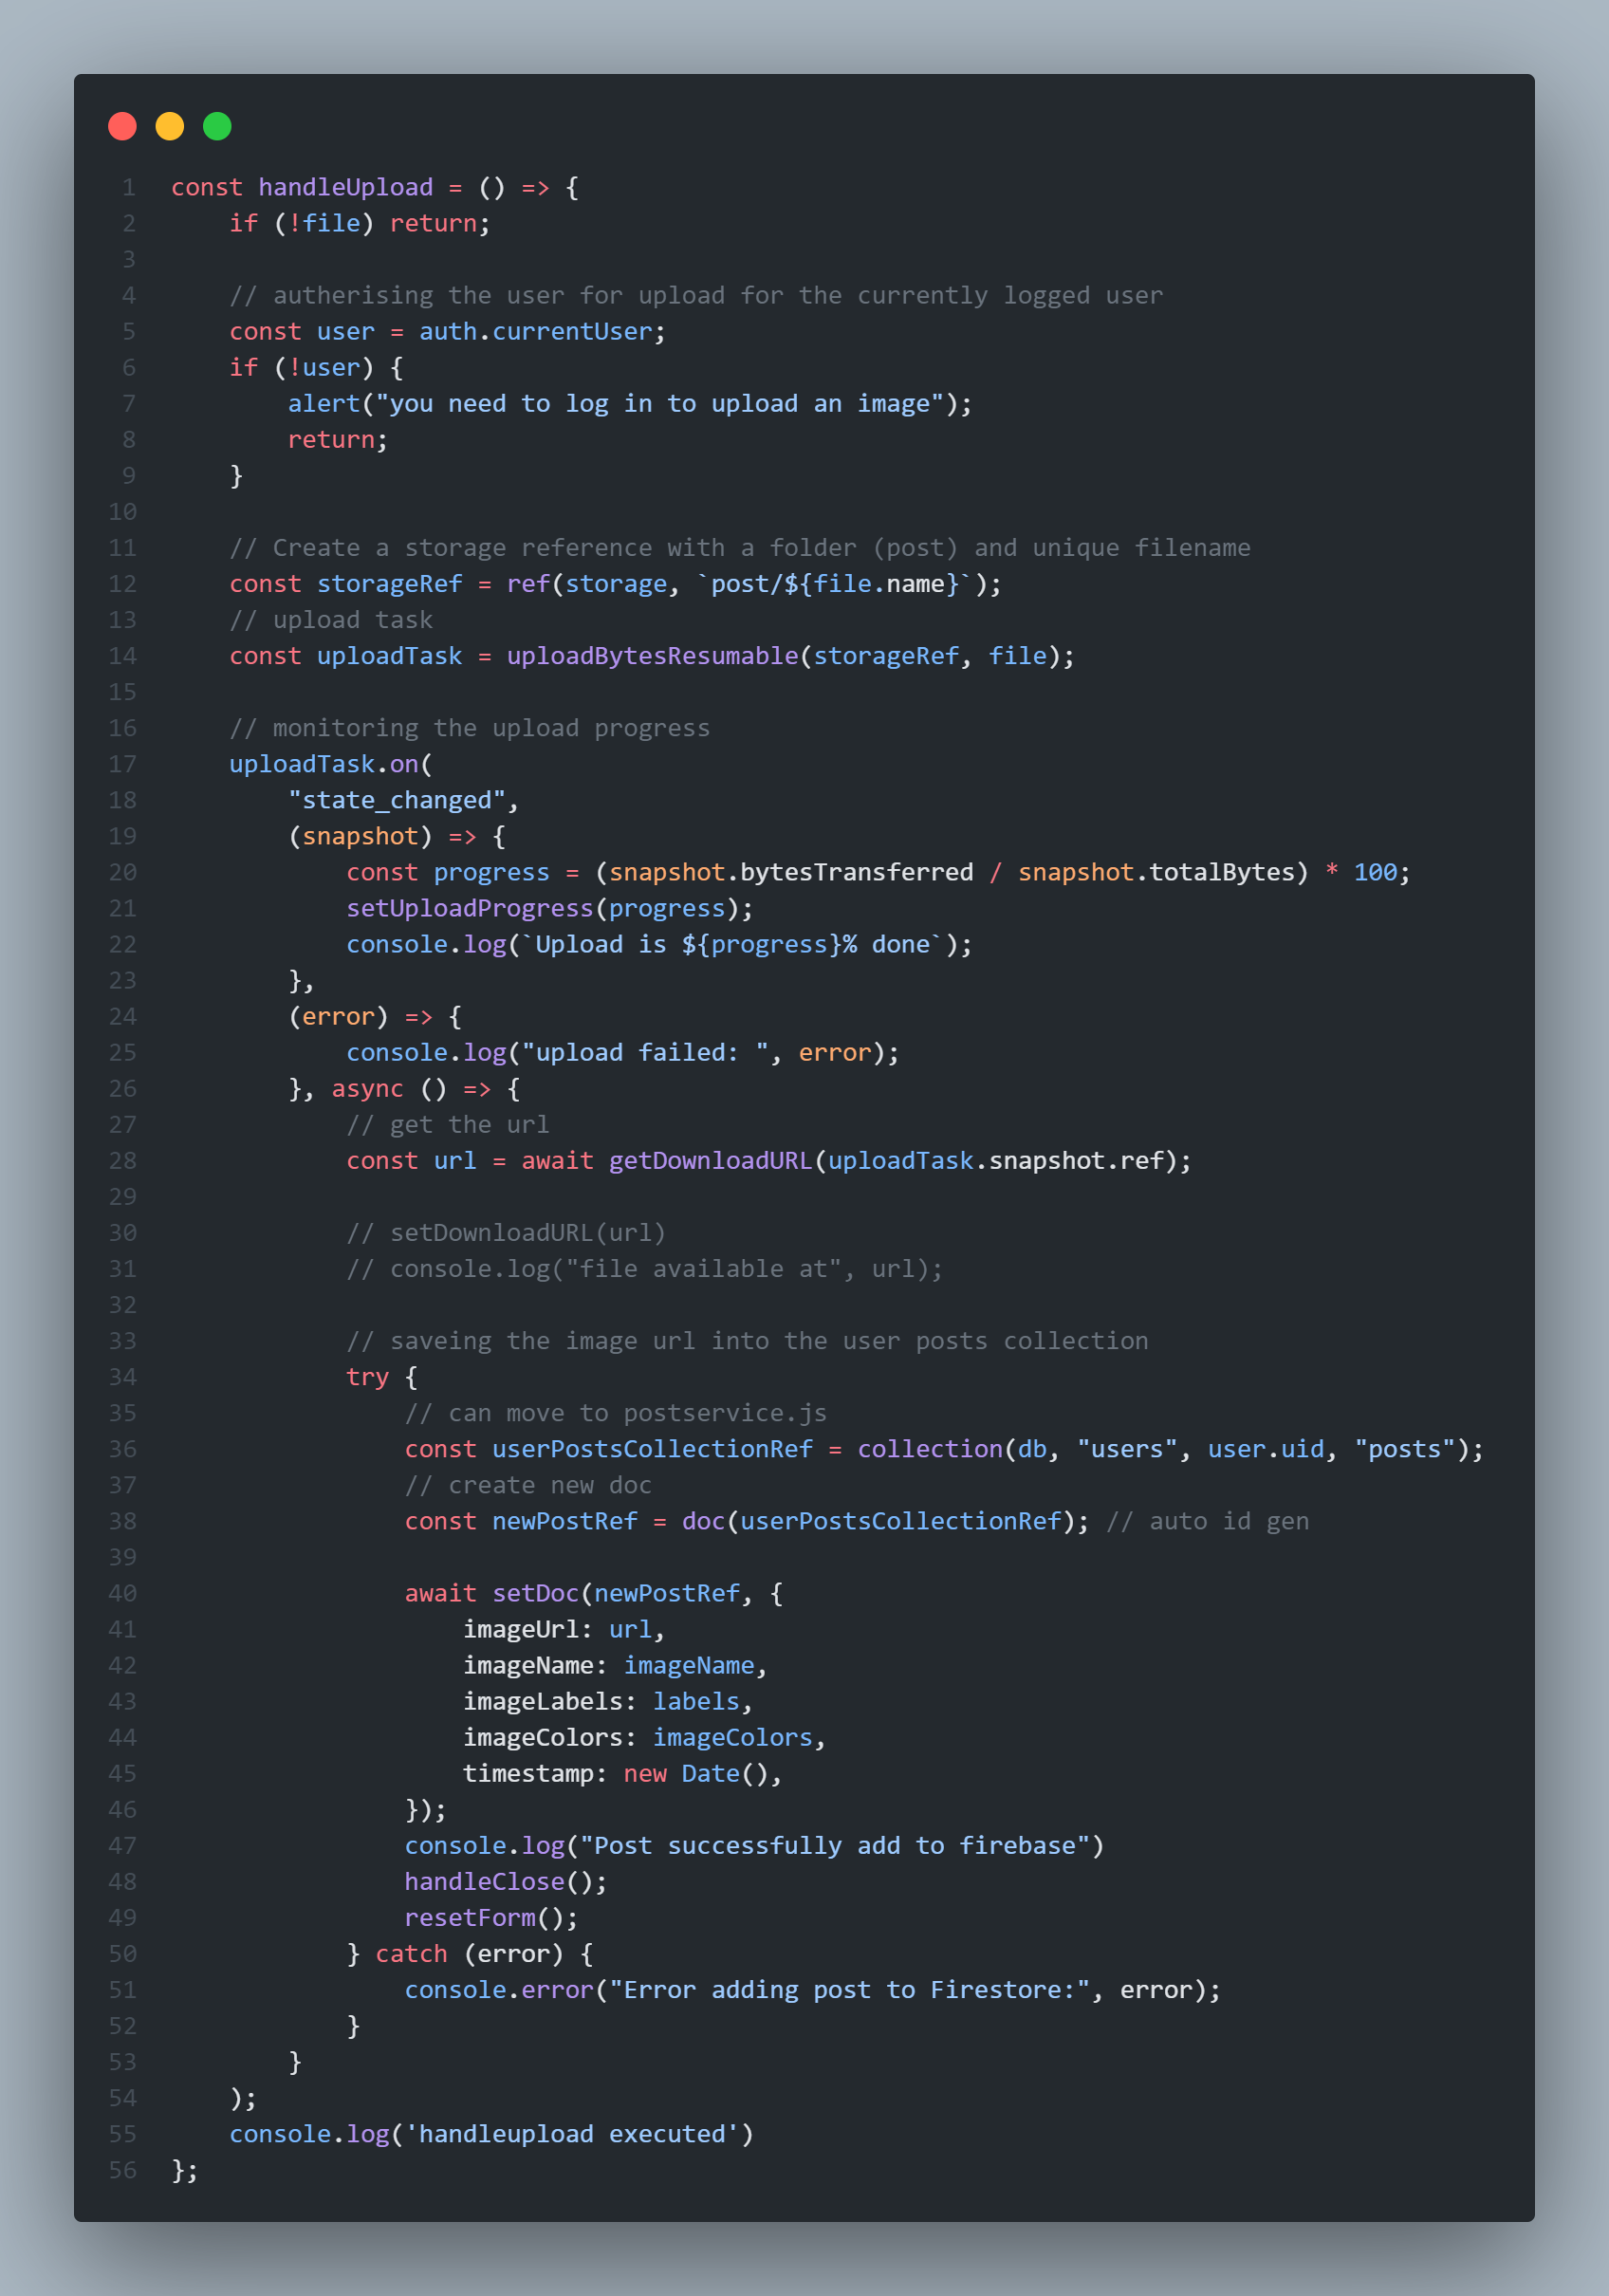 1 const handleUpload = () => {
2     if (!file) return;
3
4     // autherising the user for upload for the currently logged user
5     const user = auth.currentUser;
6     if (!user) {
7         alert("you need to log in to upload an image");
8         return;
9     }
10
11     // Create a storage reference with a folder (post) and unique filename
12     const storageRef = ref(storage, `post/${file.name}`);
13     // upload task
14     const uploadTask = uploadBytesResumable(storageRef, file);
15
16     // monitoring the upload progress
17     uploadTask.on(
18         "state_changed",
19         (snapshot) => {
20             const progress = (snapshot.bytesTransferred / snapshot.totalBytes) * 100;
21             setUploadProgress(progress);
22             console.log(`Upload is ${progress}% done`);
23         },
24         (error) => {
25             console.log("upload failed: ", error);
26         }, async () => {
27             // get the url
28             const url = await getDownloadURL(uploadTask.snapshot.ref);
29
30             // setDownloadURL(url)
31             // console.log("file available at", url);
32
33             // saveing the image url into the user posts collection
34             try {
35                 // can move to postservice.js
36                 const userPostsCollectionRef = collection(db, "users", user.uid, "posts");
37                 // create new doc
38                 const newPostRef = doc(userPostsCollectionRef); // auto id gen
39
40                 await setDoc(newPostRef, {
41                     imageUrl: url,
42                     imageName: imageName,
43                     imageLabels: labels,
44                     imageColors: imageColors,
45                     timestamp: new Date(),
46                 });
47                 console.log("Post successfully add to firebase")
48                 handleClose();
49                 resetForm();
50             } catch (error) {
51                 console.error("Error adding post to Firestore:", error);
52             }
53         }
54     );
55     console.log('handleupload executed')
56 };